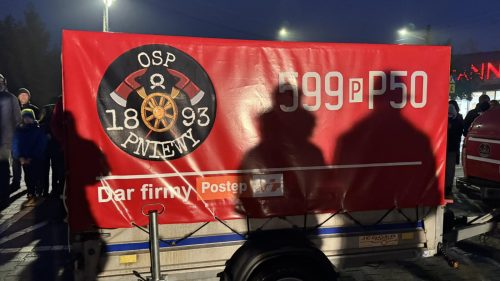 OSP
18 93
PNIEWY
599 P P50
Dar firmy Postęp